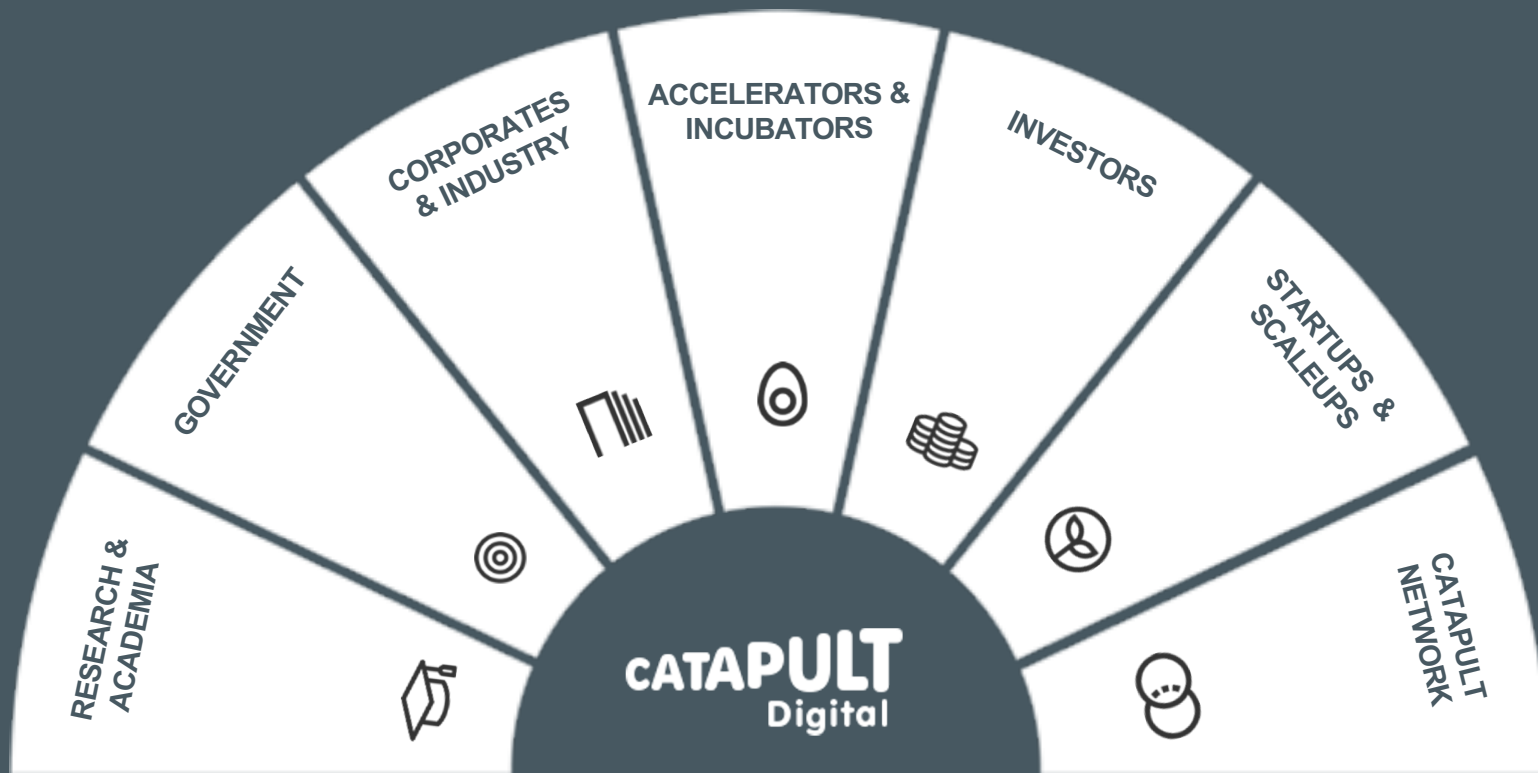 RESEARCH &
ACADEMIA
GOVERNMENT
CORPORATES
& INDUSTRY
ACCELERATORS &
INCUBATORS
INVESTORS
STARTUPS &
SCALEUPS
CATAPULT
NETWORK
CATAPULT
Digital